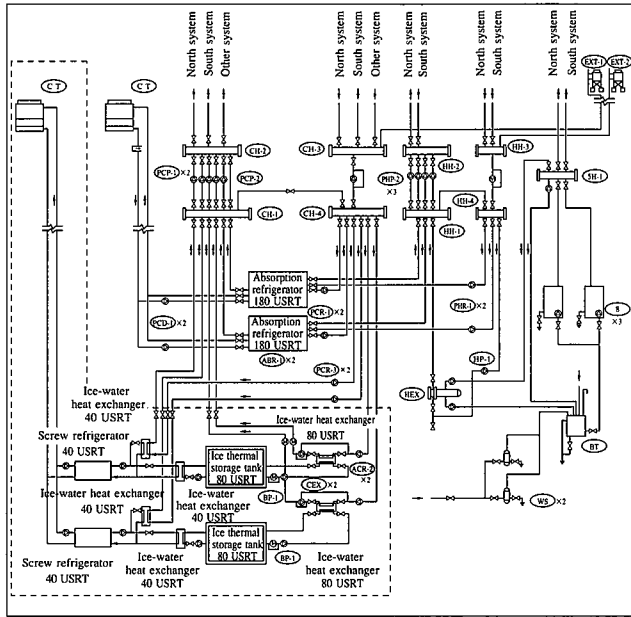 North system
South system
Other system
North system
South system
Other system
North system
South system
North system
South system
North system
South system
EXT-1
EXT-2
CT
CT
CH-2
CH-3
HH-2
HH-3
5H-1
PCP-1 ×2
PCP-2
PHP-2
×3
CH-1
CH-4
HH-1
HH-4
Absorption
refrigerator
180 USRT
PCD-1 ×2
PCR-1 ×2
PHR-1 ×2
Absorption
refrigerator
180 USRT
ABR-1 ×2
8
×3
PCR-3 ×2
HP-1
HEX
Ice-water
heat exchanger
40 USRT
Ice-water heat exchanger
80 USRT
Screw refrigerator
40 USRT
Ice thermal
storage tank
80 USRT
ACR-2
×2
BT
Ice-water heat exchanger
40 USRT
Ice-water
heat exchanger
40 USRT
BP-1
CEX ×2
WS ×2
Ice thermal
storage tank
80 USRT
BP-1
Screw refrigerator
40 USRT
Ice-water
heat exchanger
40 USRT
Ice-water
heat exchanger
80 USRT